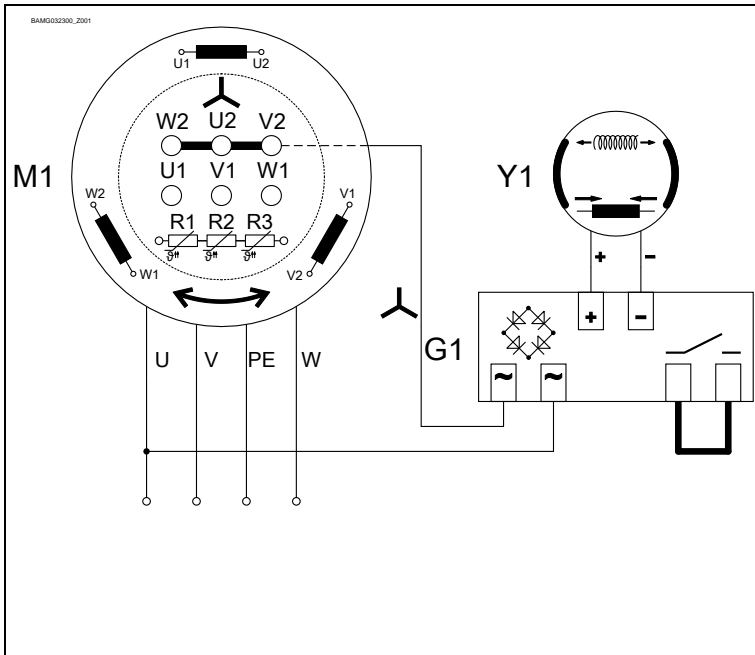 BAMG032300_Z001
U1 U2
W2 U2 V2
M1
U1 V1 W1
Y1
W2 V1
R1 R2 R3
ϑ ϑ ϑ
W1 V2
+ -
+ -
G1
U V PE W
~ ~